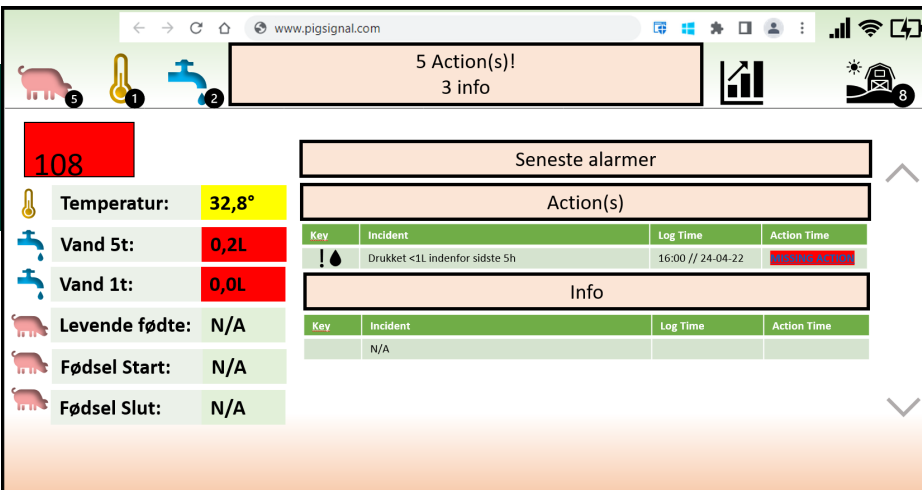 www.pigsignal.com
5 Action(s)!
3 info
5
1
2
8
108
Temperatur: 32,8°
Vand 5t: 0,2L
Vand 1t: 0,0L
Levende fødte: N/A
Fødsel Start: N/A
Fødsel Slut: N/A
Seneste alarmer
Action(s)
Key Incident Log Time Action Time
! Drukket <1L indenfor sidste 5h 16:00 // 24-04-22 MISSING ACTION
Info
Key Incident Log Time Action Time
N/A